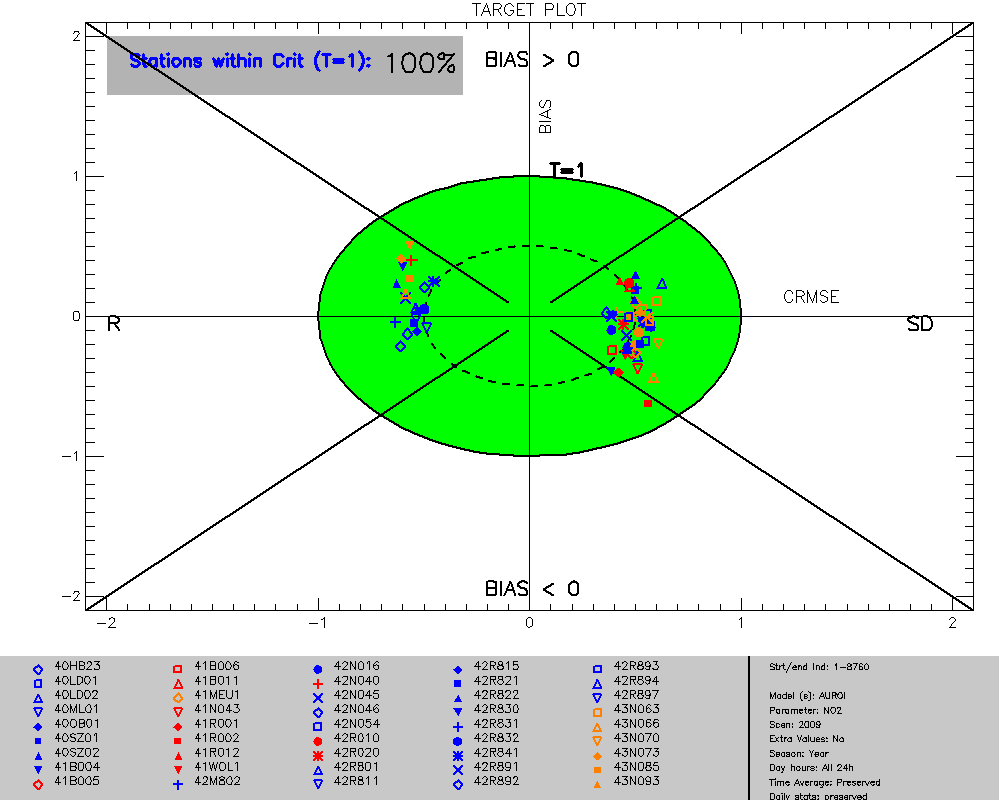 TARGET PLOT
Stations within Crit (T=1): 100%
BIAS > 0
BIAS
T=1
CRMSE
R
SD
BIAS < 0
2
1
0
-1
-2
-2 -1 0 1 2
40HB23 41B006 42N016 42R815 42R893
40LD01 41B011 42N040 42R821 42R894
40LD02 41MEU1 42N045 42R822 42R897
40ML01 41N043 42N046 42R830 43N063
40OB01 41R001 42N054 42R831 43N066
40SZ01 41R002 42R010 42R832 43N070
40SZ02 41R012 42R020 42R841 43N073
41B004 41WOL1 42RB01 42R891 43N085
41B005 42M802 42R811 42R892 43N093
Strt/end Ind: 1-8760
Model (s): AURQI
Parameter: NO2
Scen: 2009
Extra Values: No
Season: Year
Day hours: All 24h
Time Average: Preserved
Daily stats: preserved